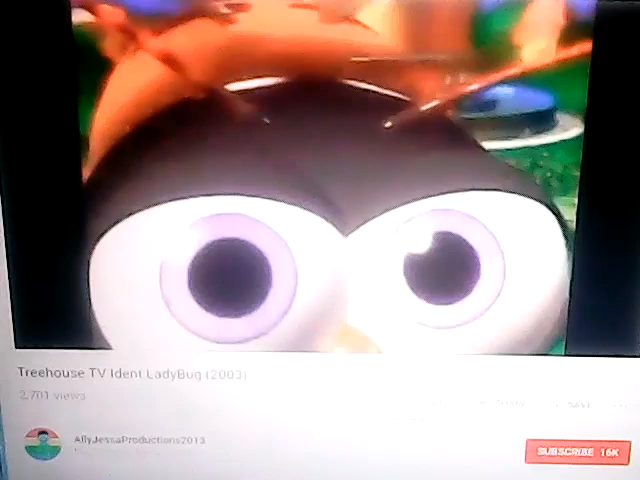 Treehouse TV Ident LadyBug (2003)
2,701 views
AllyJessaProductions2013
SUBSCRIBE 16K